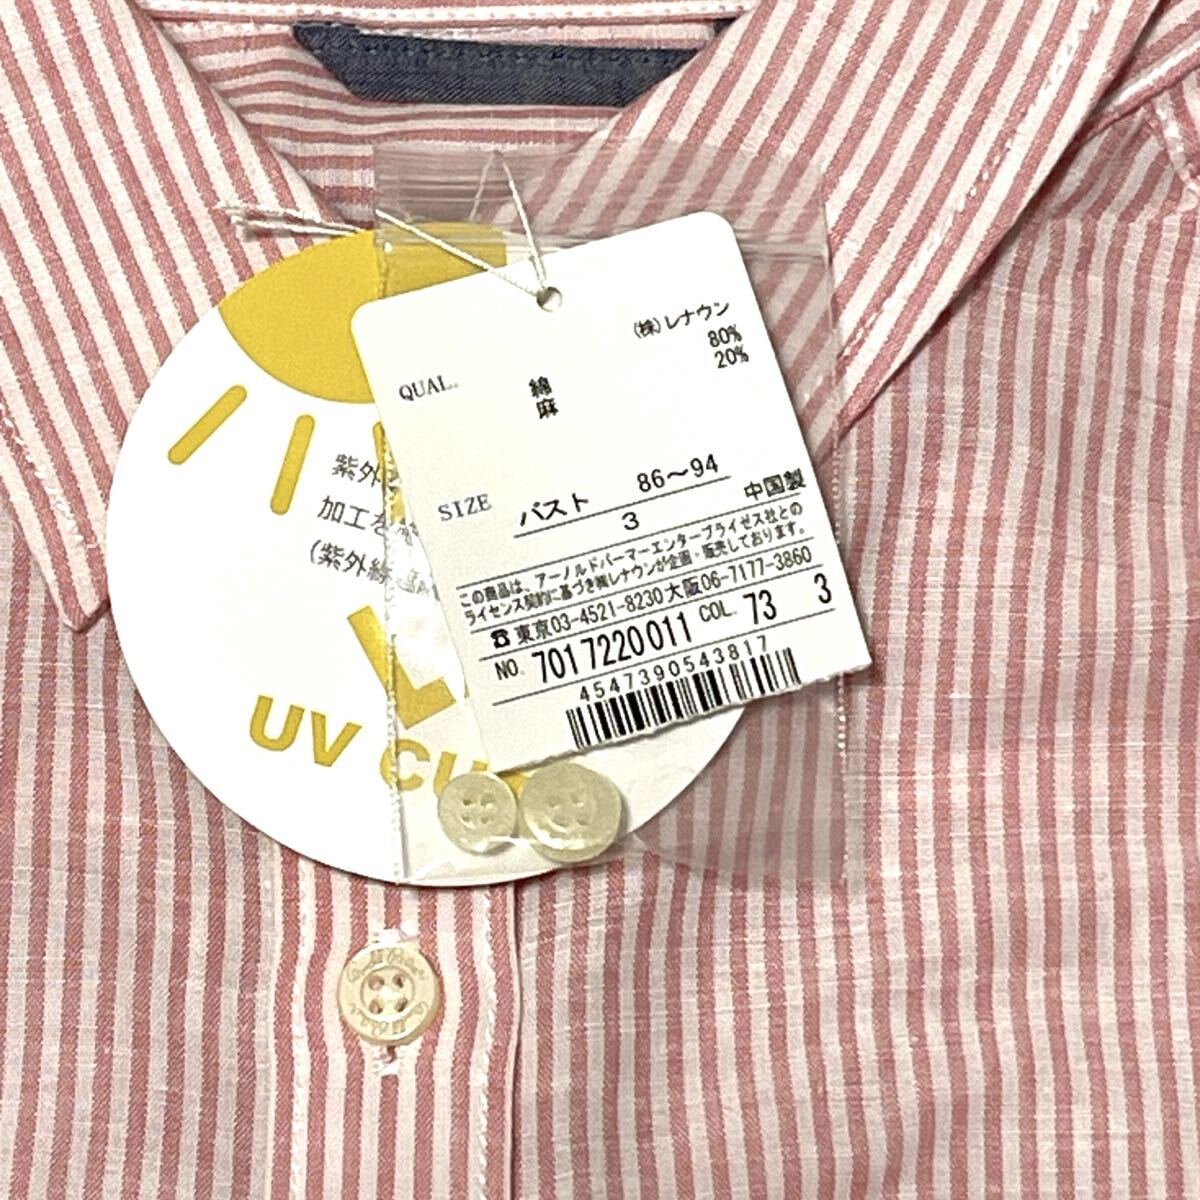 (株)レナウン
QUAL. 綿 80%
麻 20%
SIZE バスト 86〜94
3
中国製
この商品は、アーノルドパーマーエンタープライゼス社との
ライセンス契約に基づき㈱レナウンが企画・販売しております。
☎東京03-4521-8230大阪06-7177-3860
NO. 701 7220 011 COL. 73 3
4547390543817
紫外
加工を
(紫外線
UV CU